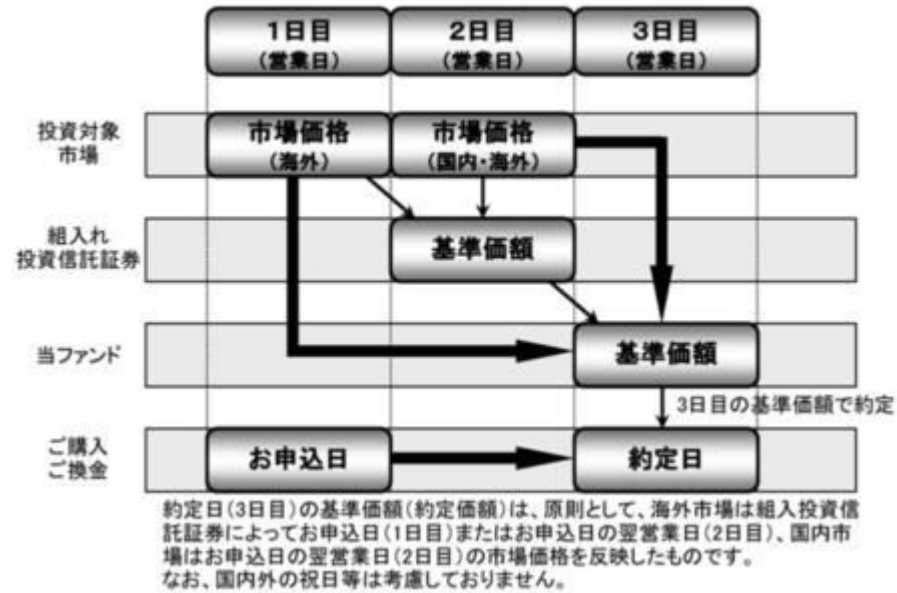 1日目
(営業日)
2日目
(営業日)
3日目
(営業日)
投資対象
市場
市場価格
(海外)
市場価格
(国内・海外)
組入れ
投資信託証券
基準価額
当ファンド
基準価額
3日目の基準価額で約定
ご購入
ご換金
お申込日
約定日
約定日(3日目)の基準価額(約定価額)は、原則として、海外市場は組入投資信
託証券によってお申込日(1日目)またはお申込日の翌営業日(2日目)、国内市
場はお申込日の翌営業日(2日目)の市場価格を反映したものです。
なお、国内外の祝日等は考慮しておりません。